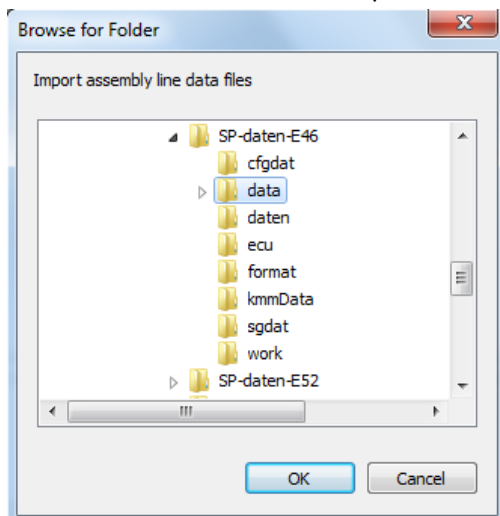 Browse for Folder
Import assembly line data files
SP-daten-E46
cfgdat
data
daten
ecu
format
kmmData
sgdat
work
SP-daten-E52
OK Cancel